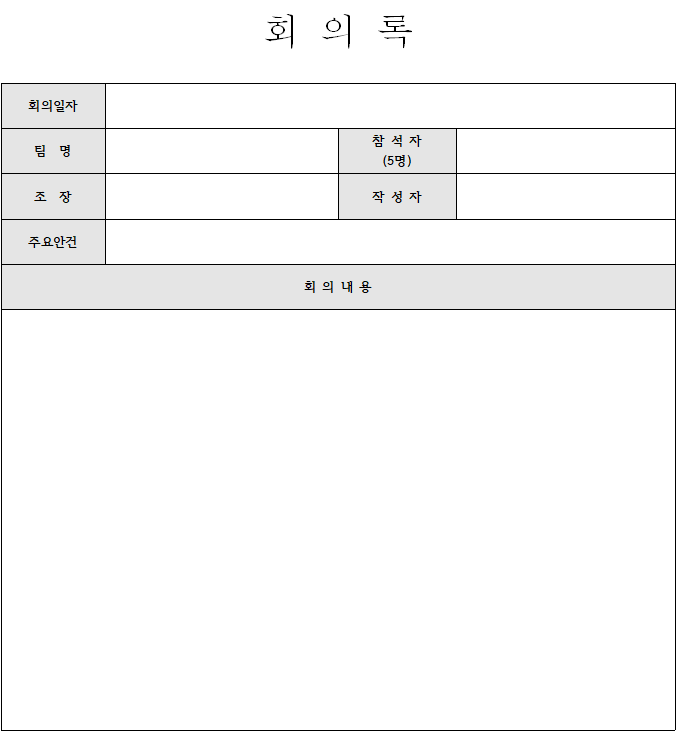 회 의 록
회의일자
팀 명
참 석 자
(5명)
조 장
작 성 자
주요안건
회 의 내 용